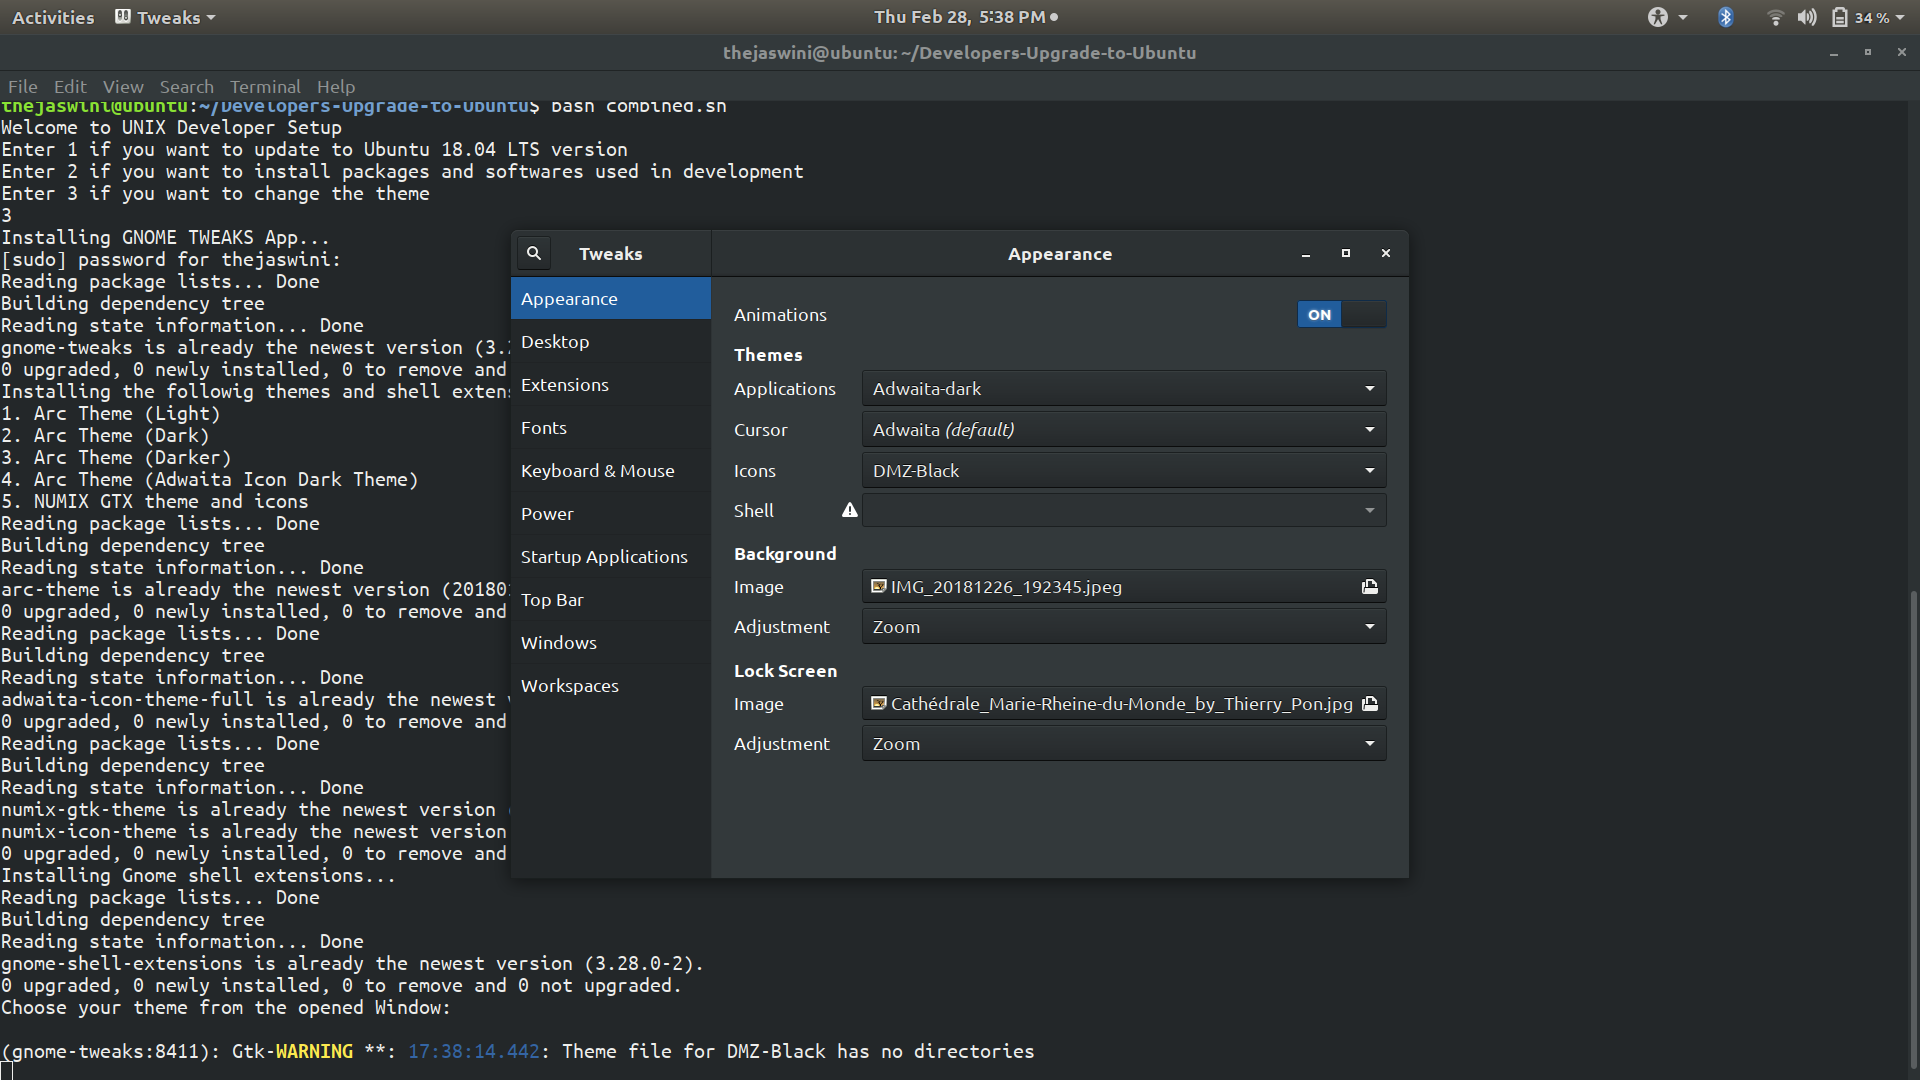 Activities Tweaks Thu Feb 28, 5:38 PM 34 %
thejaswini@ubuntu: ~/Developers-Upgrade-to-Ubuntu
File Edit View Search Terminal Help
thejaswini@ubuntu:~/Developers-Upgrade-to-Ubuntu$ bash combined.sh
Welcome to UNIX Developer Setup
Enter 1 if you want to update to Ubuntu 18.04 LTS version
Enter 2 if you want to install packages and softwares used in development
Enter 3 if you want to change the theme
3
Installing GNOME TWEAKS App...
[sudo] password for thejaswini:
Reading package lists... Done
Building dependency tree
Reading state information... Done
gnome-tweaks is already the newest version (3.
0 upgraded, 0 newly installed, 0 to remove and
Installing the followig themes and shell exten
1. Arc Theme (Light)
2. Arc Theme (Dark)
3. Arc Theme (Darker)
4. Arc Theme (Adwaita Icon Dark Theme)
5. NUMIX GTX theme and icons
Reading package lists... Done
Building dependency tree
Reading state information... Done
arc-theme is already the newest version (20180
0 upgraded, 0 newly installed, 0 to remove and
Reading package lists... Done
Building dependency tree
Reading state information... Done
adwaita-icon-theme-full is already the newest
0 upgraded, 0 newly installed, 0 to remove and
Reading package lists... Done
Building dependency tree
Reading state information... Done
numix-gtk-theme is already the newest version
numix-icon-theme is already the newest version
0 upgraded, 0 newly installed, 0 to remove and
Installing Gnome shell extensions...
Reading package lists... Done
Building dependency tree
Reading state information... Done
gnome-shell-extensions is already the newest version (3.28.0-2).
0 upgraded, 0 newly installed, 0 to remove and 0 not upgraded.
Choose your theme from the opened Window:
(gnome-tweaks:8411): Gtk-WARNING **: 17:38:14.442: Theme file for DMZ-Black has no directories
Tweaks
Appearance
Desktop
Extensions
Fonts
Keyboard & Mouse
Power
Startup Applications
Top Bar
Windows
Workspaces
Appearance
Animations ON
Themes
Applications Adwaita-dark
Cursor Adwaita (default)
Icons DMZ-Black
Shell
Background
Image IMG_20181226_192345.jpeg
Adjustment Zoom
Lock Screen
Image Cathédrale_Marie-Rheine-du-Monde_by_Thierry_Pon.jpg
Adjustment Zoom